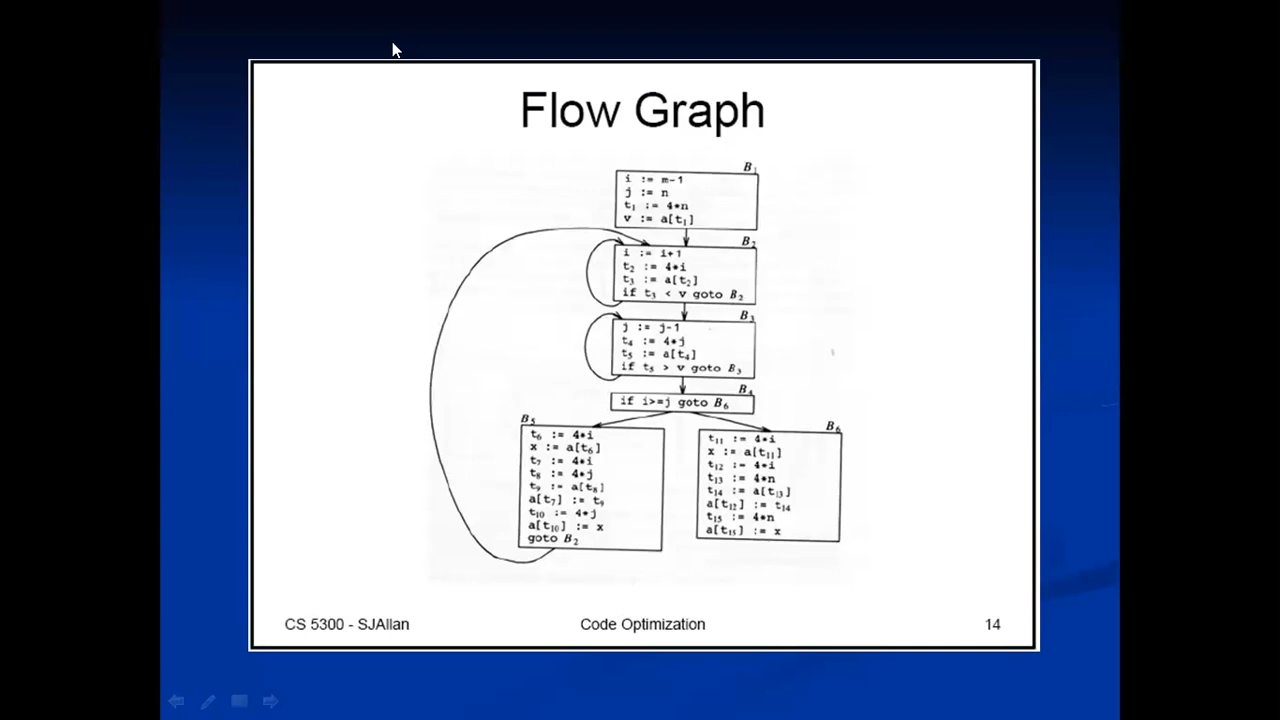 Flow Graph
B₁
i := m-1
j := n
t₁ := 4*n
v := a[t₁]
B₂
i := i+1
t₂ := 4*i
t₃ := a[t₂]
if t₃ < v goto B₂
B₃
j := j-1
t₄ := 4*j
t₅ := a[t₄]
if t₅ > v goto B₃
B₄
if i>=j goto B₆
B₅
t₆ := 4*i
x := a[t₆]
t₇ := 4*i
t₈ := 4*j
t₉ := a[t₈]
a[t₇] := t₉
t₁₀ := 4*j
a[t₁₀] := x
goto B₂
B₆
t₁₁ := 4*i
x := a[t₁₁]
t₁₂ := 4*i
t₁₃ := 4*n
t₁₄ := a[t₁₃]
a[t₁₂] := t₁₄
t₁₅ := 4*n
a[t₁₅] := x
CS 5300 - SJAllan
Code Optimization
14